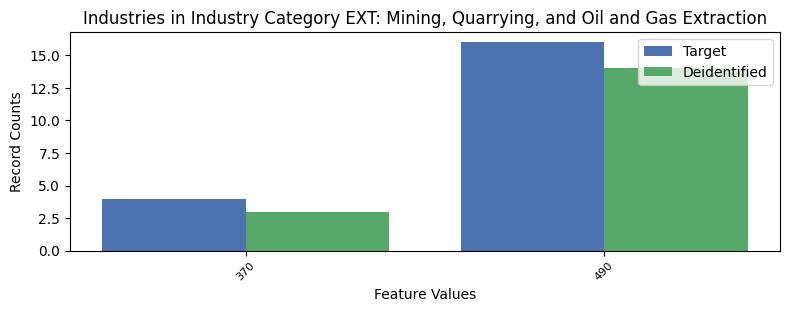 Industries in Industry Category EXT: Mining, Quarrying, and Oil and Gas Extraction
Target
Deidentified
Record Counts
15.0
12.5
10.0
7.5
5.0
2.5
0.0
370
490
Feature Values